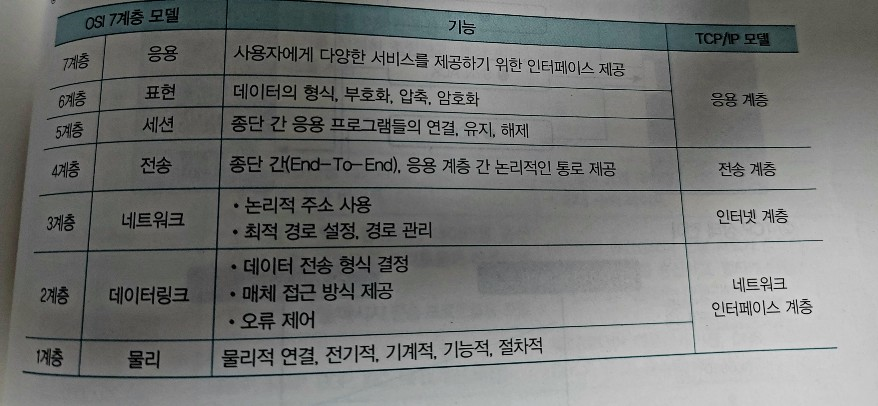 OSI 7계층 모델 기능 TCP/IP 모델
7계층 응용 사용자에게 다양한 서비스를 제공하기 위한 인터페이스 제공
6계층 표현 데이터의 형식, 부호화, 압축, 암호화 응용 계층
5계층 세션 종단 간 응용 프로그램들의 연결, 유지, 해제
4계층 전송 종단 간(End-To-End), 응용 계층 간 논리적인 통로 제공 전송 계층
3계층 네트워크 • 논리적 주소 사용 인터넷 계층
• 최적 경로 설정, 경로 관리
2계층 데이터링크 • 데이터 전송 형식 결정 네트워크
• 매체 접근 방식 제공 인터페이스 계층
• 오류 제어
1계층 물리 물리적 연결, 전기적, 기계적, 기능적, 절차적